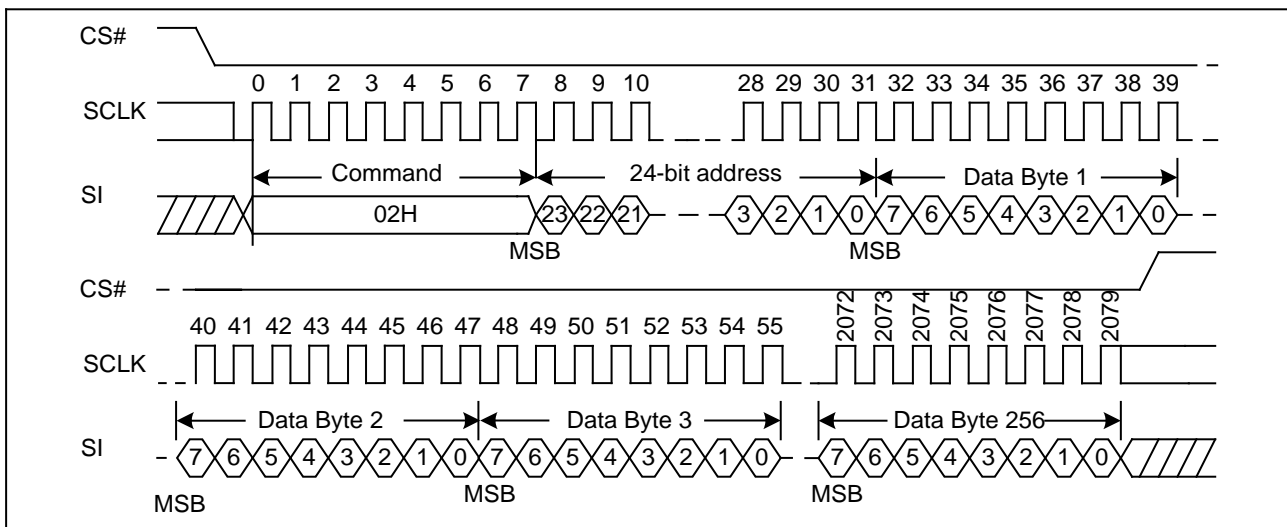 CS#
0 1 2 3 4 5 6 7 8 9 10 28 29 30 31 32 33 34 35 36 37 38 39
SCLK
Command 24-bit address Data Byte 1
SI
02H 23 22 21 3 2 1 0 7 6 5 4 3 2 1 0
MSB MSB
CS#
40 41 42 43 44 45 46 47 48 49 50 51 52 53 54 55 2072 2073 2074 2075 2076 2077 2078 2079
SCLK
Data Byte 2 Data Byte 3 Data Byte 256
SI
7 6 5 4 3 2 1 0 7 6 5 4 3 2 1 0 7 6 5 4 3 2 1 0
MSB MSB MSB